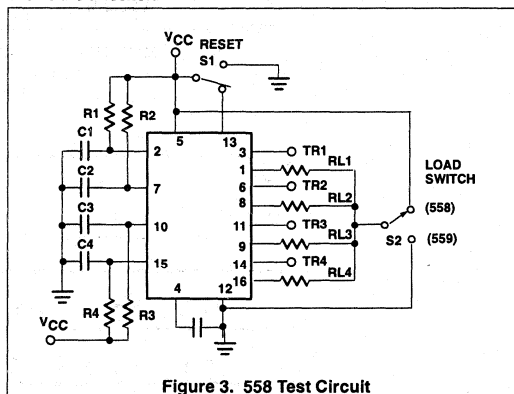 VCC
RESET
S1
R1
R2
C1
C2
C3
C4
2
7
10
15
5
13
3
1
6
8
11
9
14
16
4
12
TR1
RL1
TR2
RL2
TR3
RL3
TR4
RL4
LOAD
SWITCH
(558)
S2
(559)
R4
R3
VCC
Figure 3. 558 Test Circuit